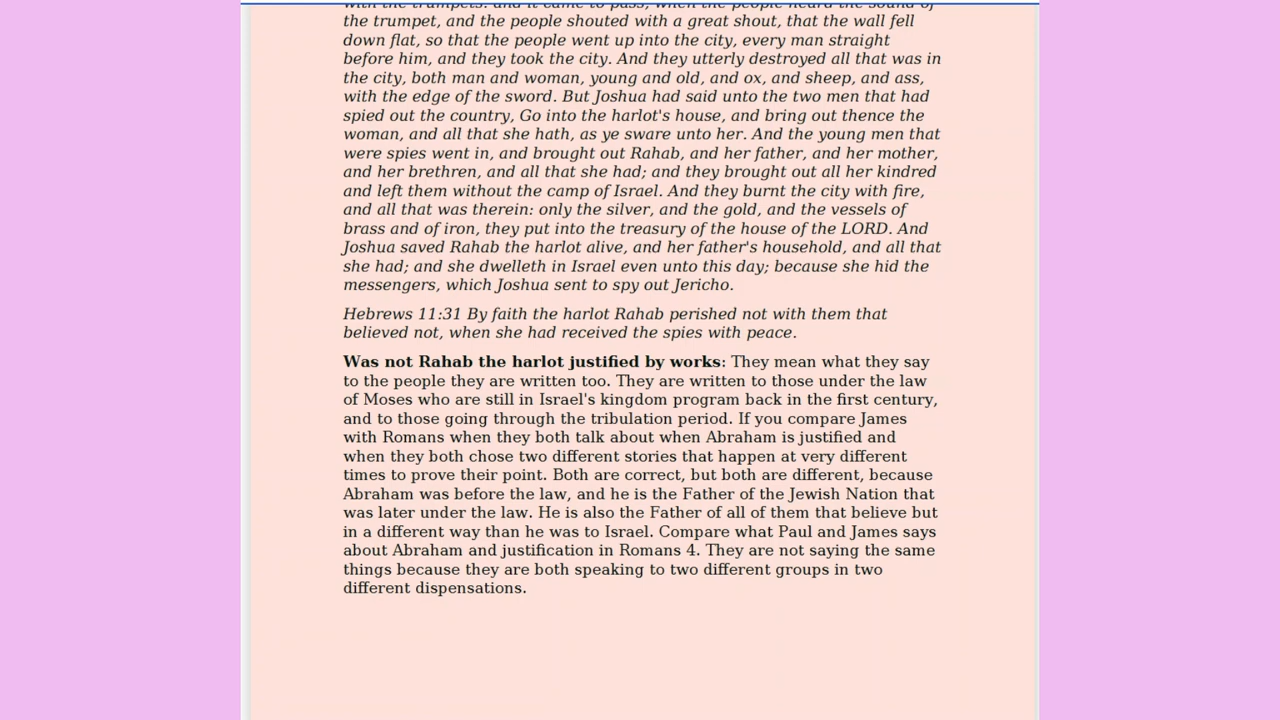 with the trumpets: and it came to pass, when the people heard the sound of
the trumpet, and the people shouted with a great shout, that the wall fell
down flat, so that the people went up into the city, every man straight
before him, and they took the city. And they utterly destroyed all that was in
the city, both man and woman, young and old, and ox, and sheep, and ass,
with the edge of the sword. But Joshua had said unto the two men that had
spied out the country, Go into the harlot's house, and bring out thence the
woman, and all that she hath, as ye sware unto her. And the young men that
were spies went in, and brought out Rahab, and her father, and her mother,
and her brethren, and all that she had; and they brought out all her kindred
and left them without the camp of Israel. And they burnt the city with fire,
and all that was therein: only the silver, and the gold, and the vessels of
brass and of iron, they put into the treasury of the house of the LORD. And
Joshua saved Rahab the harlot alive, and her father's household, and all that
she had; and she dwelleth in Israel even unto this day; because she hid the
messengers, which Joshua sent to spy out Jericho.
Hebrews 11:31 By faith the harlot Rahab perished not with them that
believed not, when she had received the spies with peace.
Was not Rahab the harlot justified by works: They mean what they say
to the people they are written too. They are written to those under the law
of Moses who are still in Israel's kingdom program back in the first century,
and to those going through the tribulation period. If you compare James
with Romans when they both talk about when Abraham is justified and
when they both chose two different stories that happen at very different
times to prove their point. Both are correct, but both are different, because
Abraham was before the law, and he is the Father of the Jewish Nation that
was later under the law. He is also the Father of all of them that believe but
in a different way than he was to Israel. Compare what Paul and James says
about Abraham and justification in Romans 4. They are not saying the same
things because they are both speaking to two different groups in two
different dispensations.